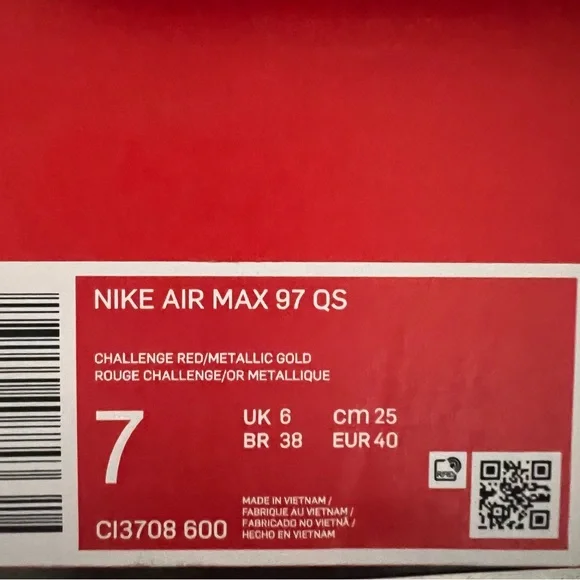 NIKE AIR MAX 97 QS
CHALLENGE RED/METALLIC GOLD
ROUGE CHALLENGE/OR METALLIQUE
7
UK 6 cm 25
BR 38 EUR 40
RFID
MADE IN VIETNAM /
FABRIQUE AU VIETNAM /
FABRICADO NO VIETNÃ /
HECHO EN VIETNAM
CI3708 600